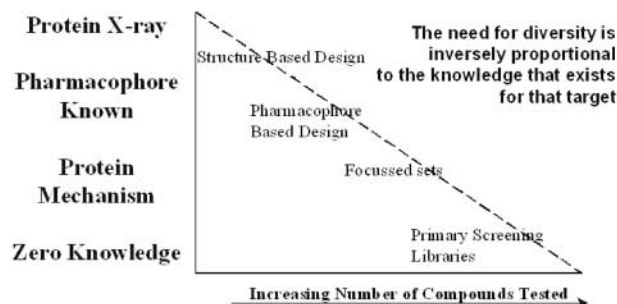 Protein X-ray
The need for diversity is
inversely proportional
to the knowledge that exists
for that target
Structure Based Design
Pharmacophore
Known
Pharmacophore
Based Design
Protein
Mechanism
Focussed sets
Primary Screening
Libraries
Zero Knowledge
Increasing Number of Compounds Tested